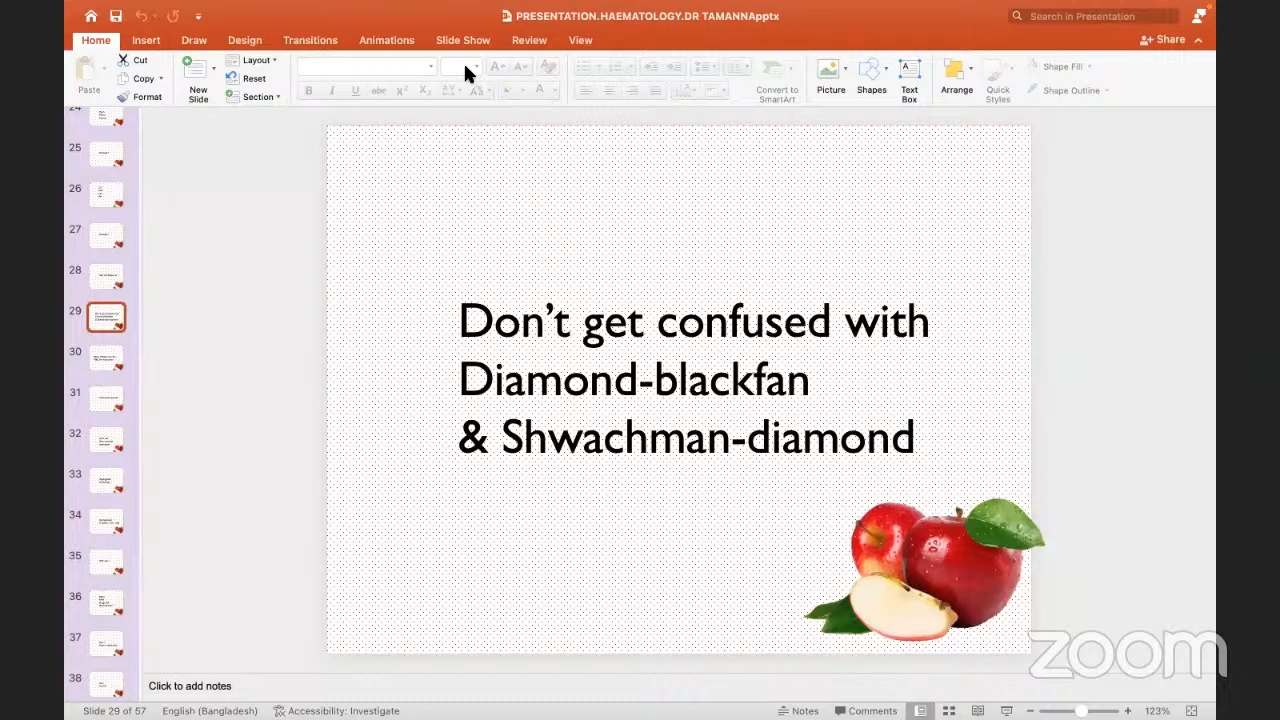 PRESENTATION.HAEMATOLOGY.DR TAMANNApptx
Search in Presentation
Home Insert Draw Design Transitions Animations Slide Show Review View
Share
Paste
Cut
Copy
Format
New
Slide
Layout
Reset
Section
Convert to
SmartArt
Picture
Shapes
Text
Box
Arrange
Quick
Styles
Shape Fill
Shape Outline
24
25
26
27
28
29
30
31
32
33
34
35
36
37
38
Don't get confused with
Diamond-blackfan
& Shwachman-diamond
zoom
Click to add notes
Slide 29 of 57 English (Bangladesh) Accessibility: Investigate Notes Comments 123%